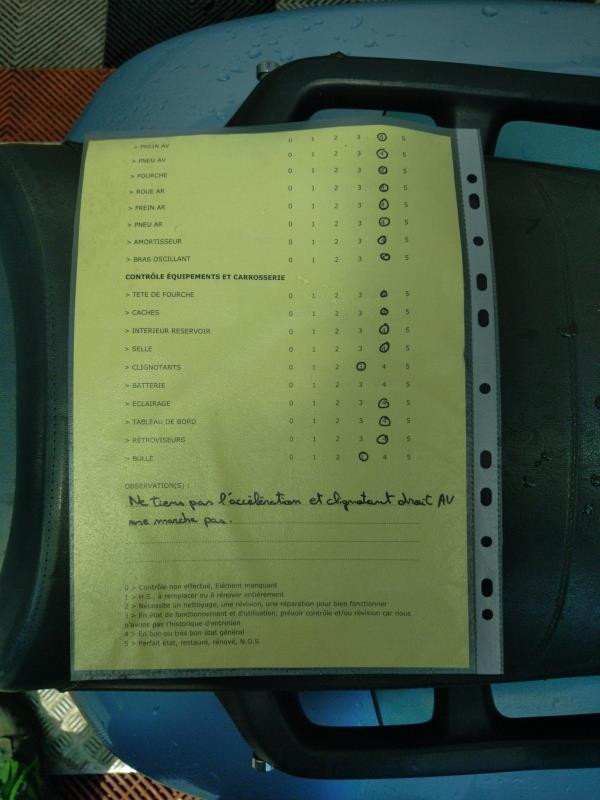 > FREIN AV 0 1 2 3 4 5
> PNEU AV 0 1 2 3 4 5
> FOURCHE 0 1 2 3 4 5
> ROUE AR 0 1 2 3 4 5
> FREIN AR 0 1 2 3 4 5
> PNEU AR 0 1 2 3 4 5
> AMORTISSEUR 0 1 2 3 4 5
> BRAS OSCILLANT 0 1 2 3 4 5
CONTRÔLE ÉQUIPEMENTS ET CARROSSERIE
> TETE DE FOURCHE 0 1 2 3 4 5
> CACHES 0 1 2 3 4 5
> INTERIEUR RESERVOIR 0 1 2 3 4 5
> SELLE 0 1 2 3 4 5
> CLIGNOTANTS 0 1 2 3 4 5
> BATTERIE 0 1 2 3 4 5
> ECLAIRAGE 0 1 2 3 4 5
> TABLEAU DE BORD 0 1 2 3 4 5
> RETROVISEURS 0 1 2 3 4 5
> BULLE 0 1 2 3 4 5
OBSERVATION(S) :
Ne tiens pas l'accélération et clignotant droit AV
ne marche pas.
0 > Contrôle non effectué, Elément manquant
1 > H.S., à remplacer ou à rénover entièrement
2 > Nécessite un nettoyage, une révision, une réparation pour bien fonctionner
3 > En état de fonctionnement et d'utilisation, prévoir contrôle et/ou révision car nous
n'avons pas l'historique d'entretien
4 > En bon ou très bon état général
5 > Parfait état, restauré, rénové, N.O.S